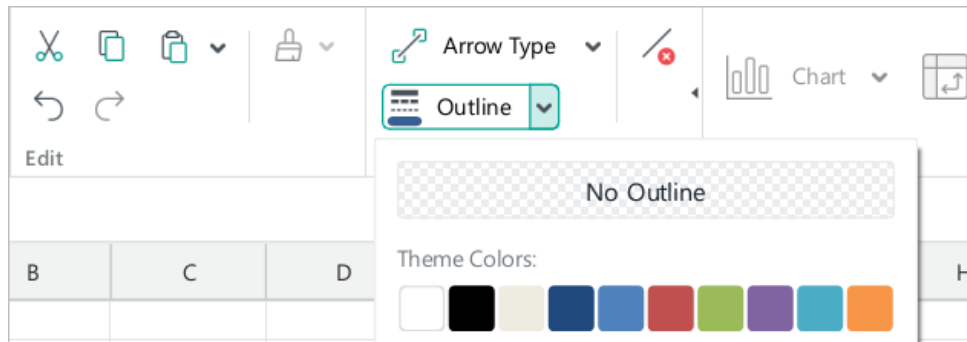 Arrow Type
Outline
Chart
Edit
No Outline
Theme Colors:
B C D H